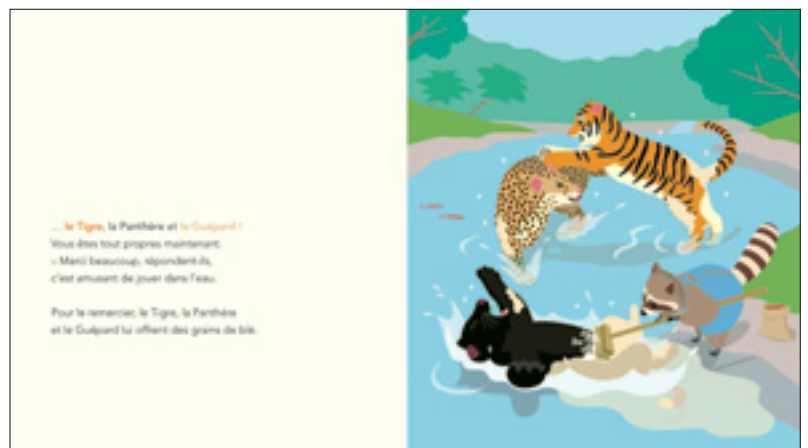 ... le Tigre, la Panthère et le Guépard !
Vous êtes tout propres maintenant.
– Merci beaucoup, répondent-ils,
c'est amusant de jouer dans l'eau.
Pour le remercier, le Tigre, la Panthère
et le Guépard lui offrent des grains de blé.